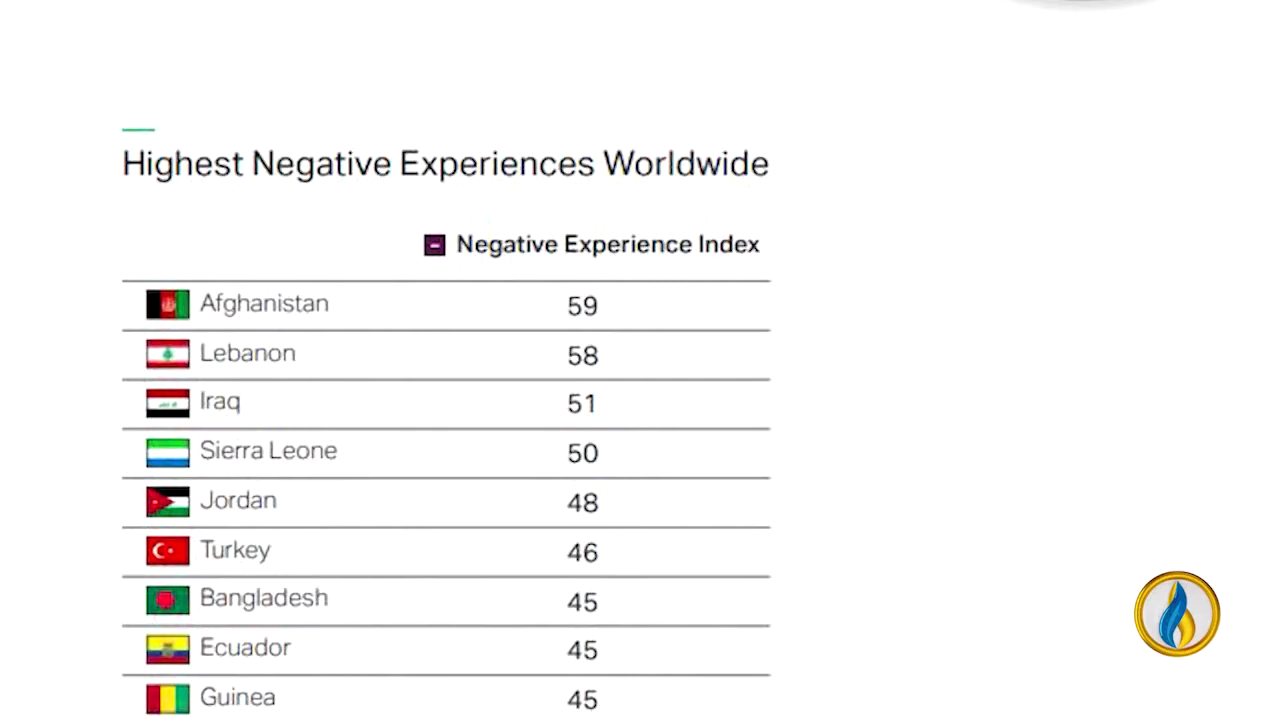 Highest Negative Experiences Worldwide
Negative Experience Index
Afghanistan 59
Lebanon 58
Iraq 51
Sierra Leone 50
Jordan 48
Turkey 46
Bangladesh 45
Ecuador 45
Guinea 45